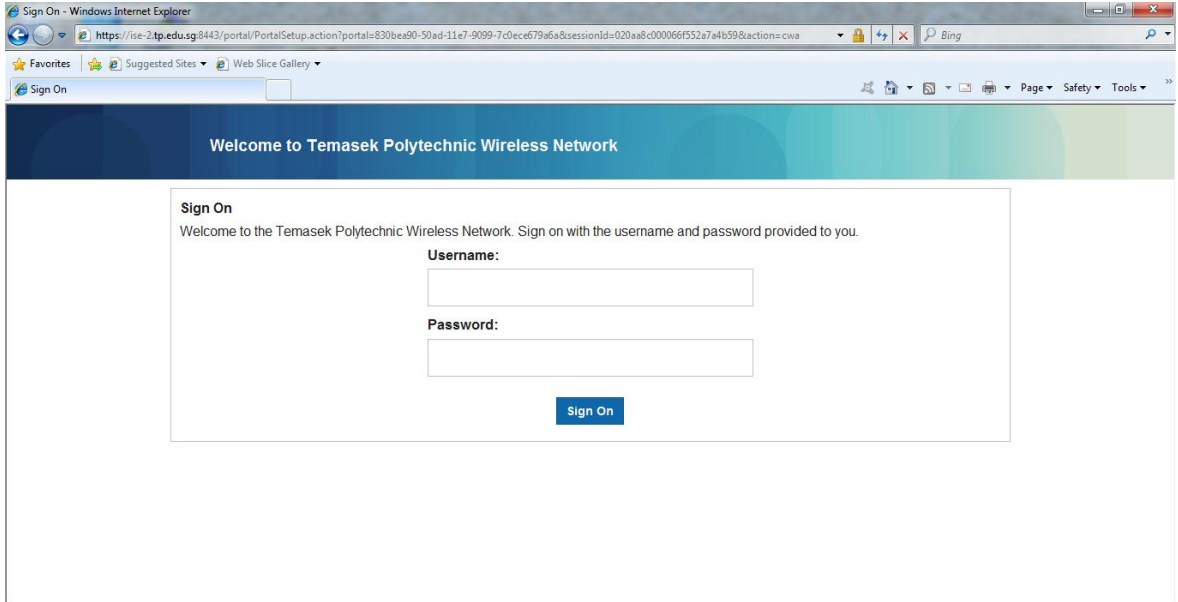 Sign On - Windows Internet Explorer
https://ise-2.tp.edu.sg:8443/portal/PortalSetup.action?portal=830bea90-50ad-11e7-9099-7c0ece679a6a&sessionId=020aa8c000066f552a7a4b59&action=cwa
Bing
Favorites Suggested Sites Web Slice Gallery
Sign On Page Safety Tools
Welcome to Temasek Polytechnic Wireless Network
Sign On
Welcome to the Temasek Polytechnic Wireless Network. Sign on with the username and password provided to you.
Username:
Password:
Sign On